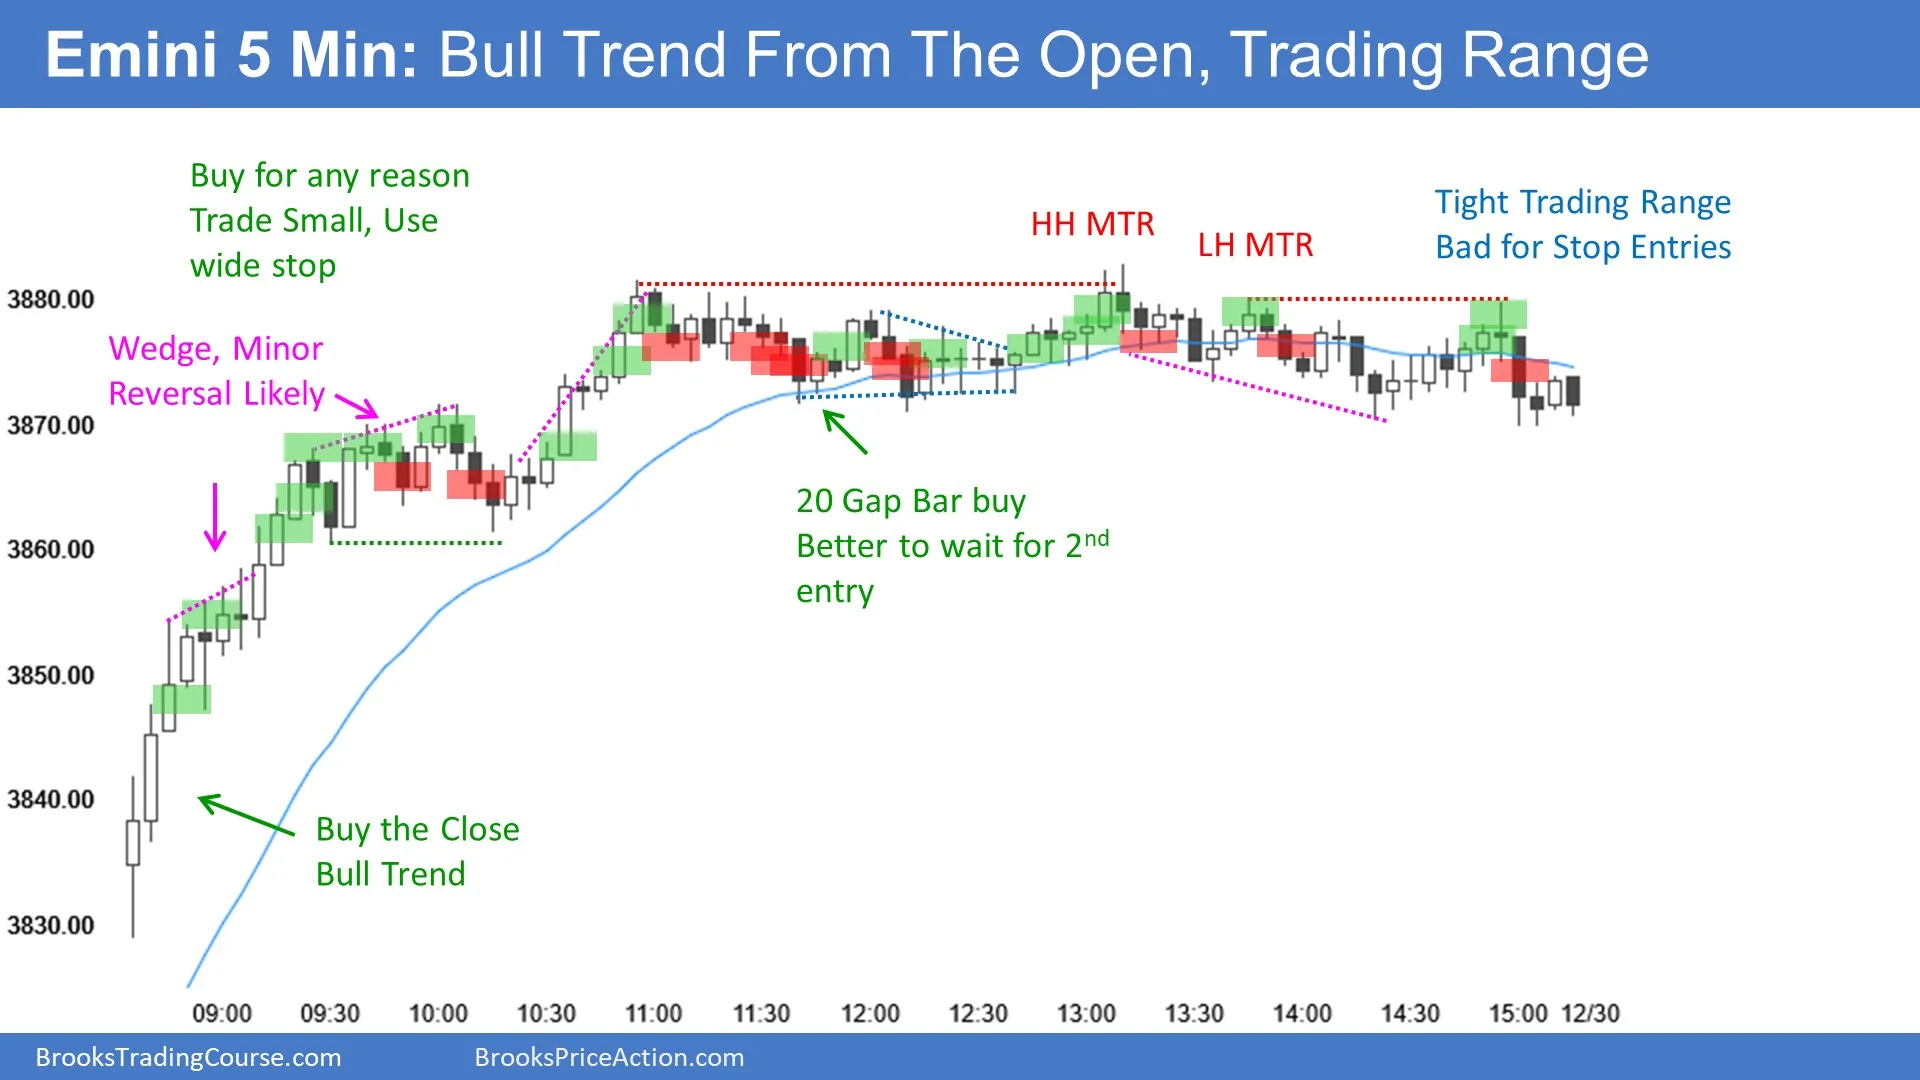 Emini 5 Min: Bull Trend From The Open, Trading Range
Buy for any reason
Trade Small, Use
wide stop
HH MTR
LH MTR
Tight Trading Range
Bad for Stop Entries
Wedge, Minor
Reversal Likely
20 Gap Bar buy
Better to wait for 2nd
entry
Buy the Close
Bull Trend
3880.00
3870.00
3860.00
3850.00
3840.00
3830.00
09:00 09:30 10:00 10:30 11:00 11:30 12:00 12:30 13:00 13:30 14:00 14:30 15:00 12/30
BrooksTradingCourse.com BrooksPriceAction.com